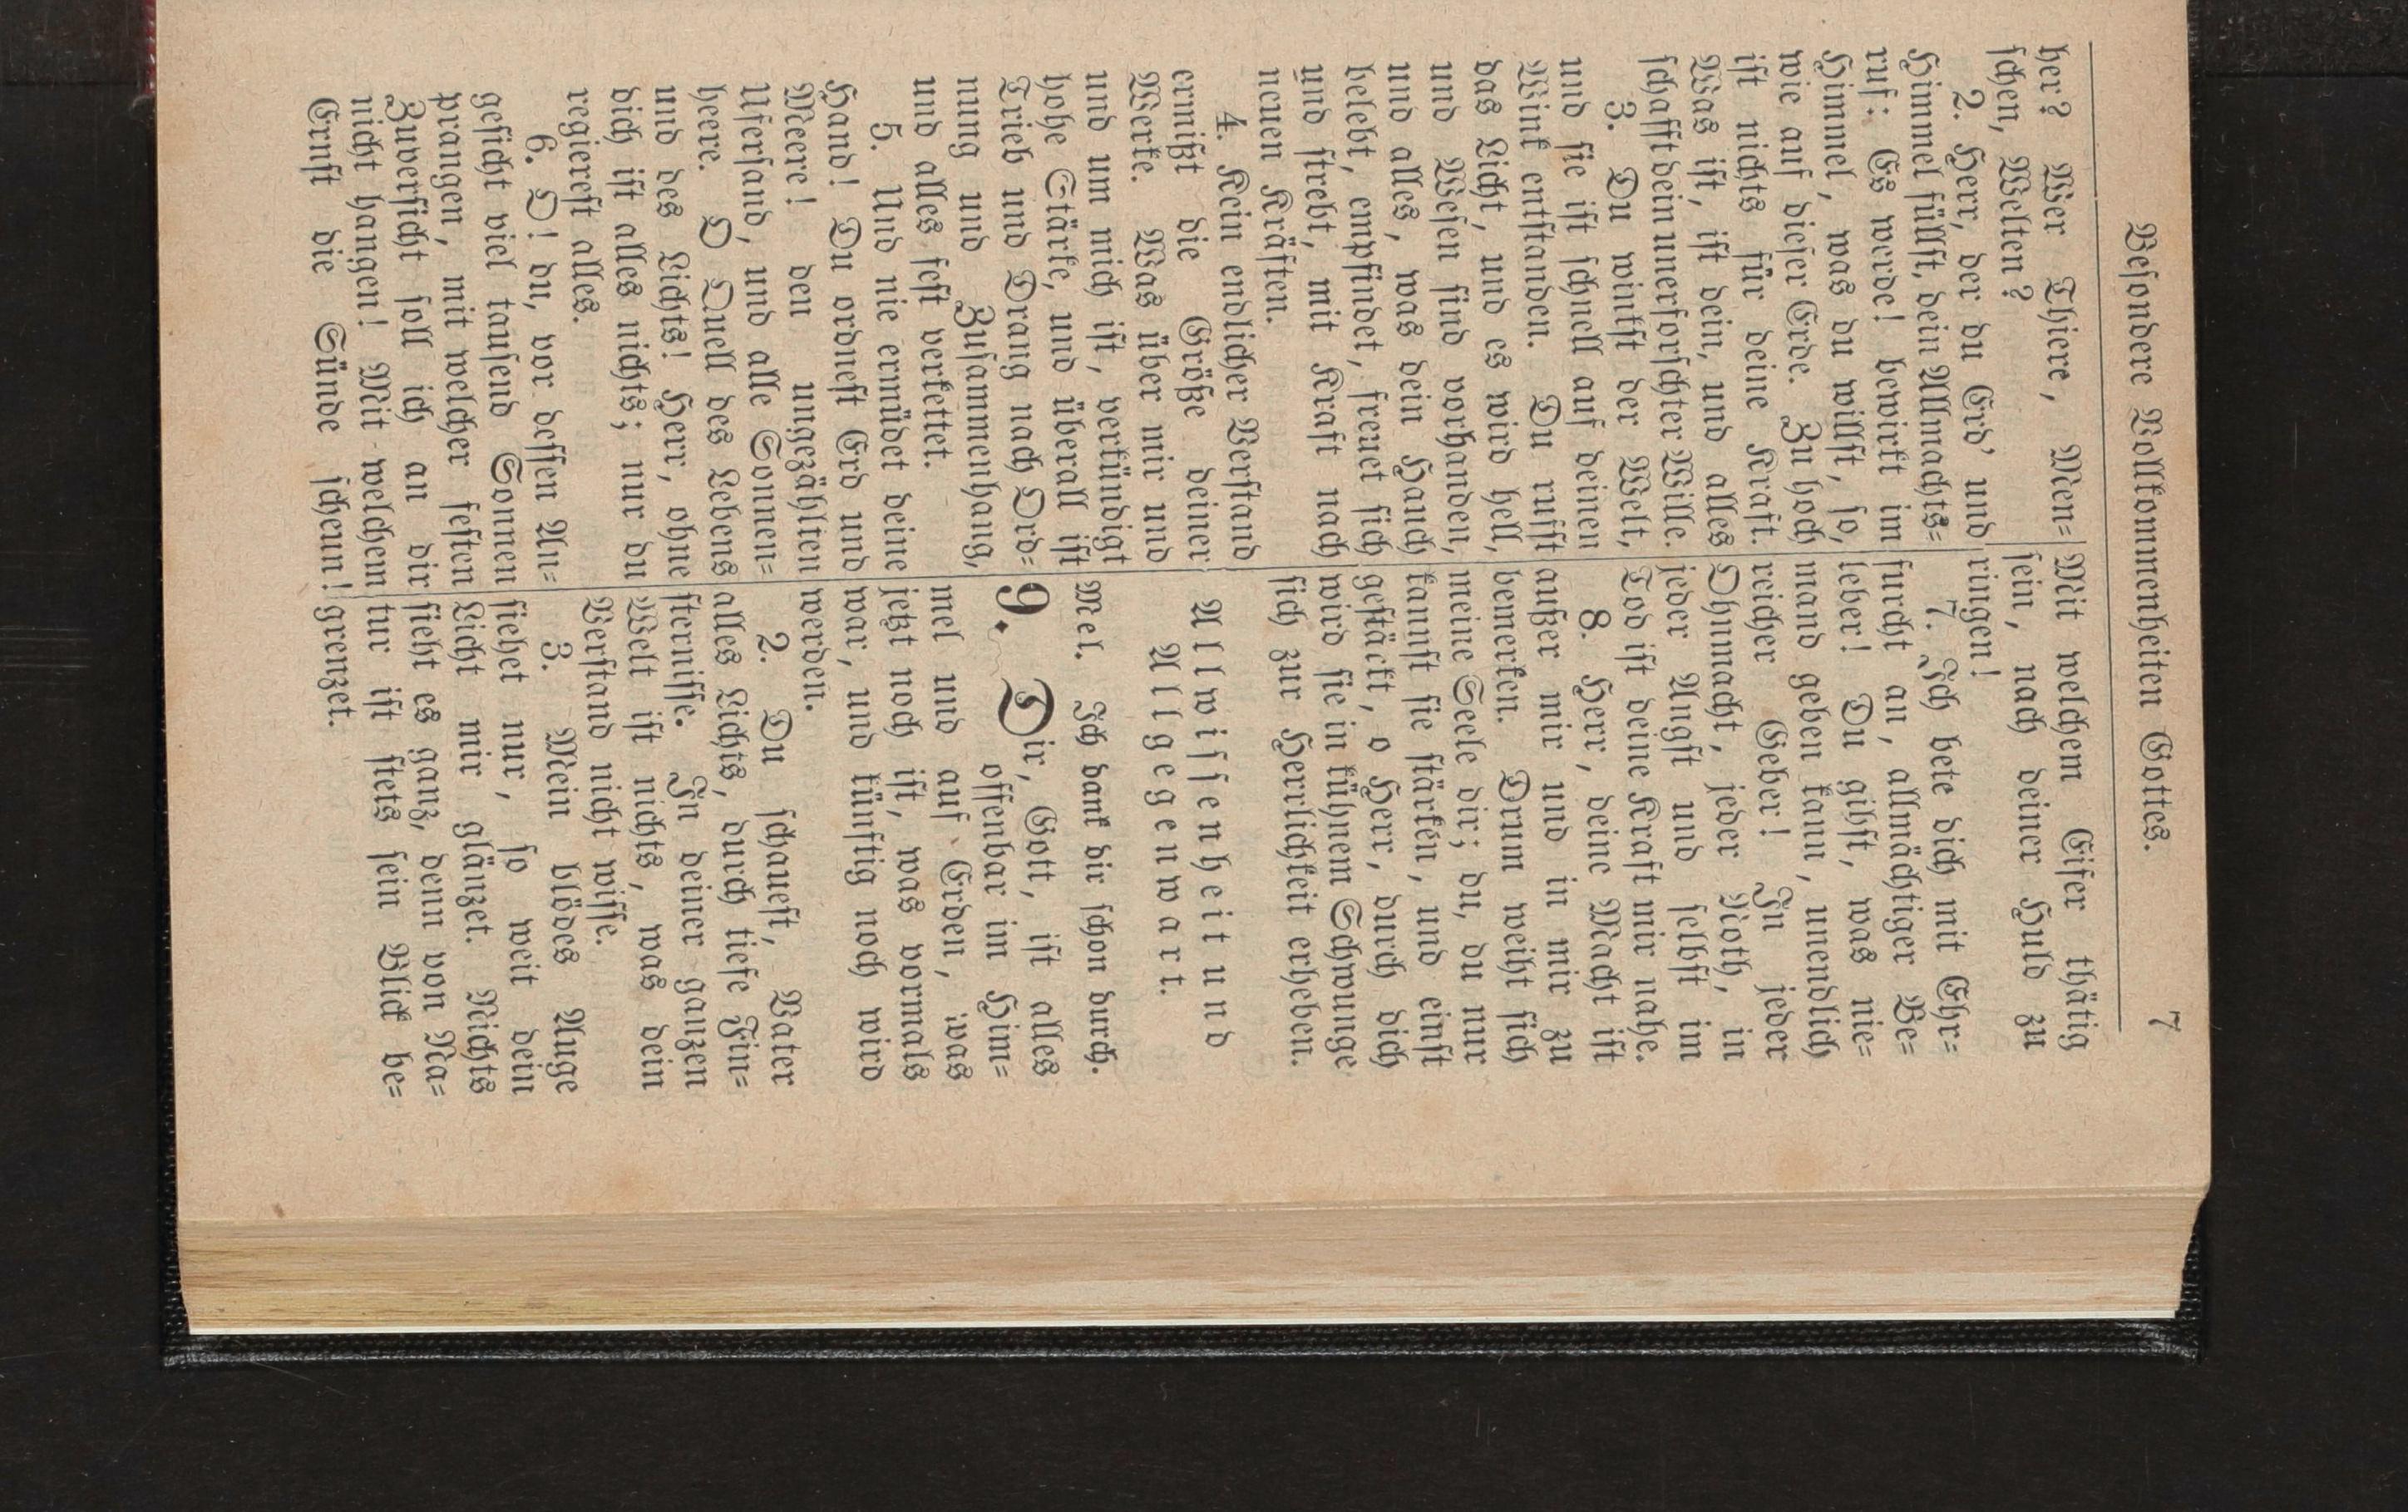 Besondere Vollkommenheiten Gottes. 7
her? Wer Thiere, Men=
schen, Welten?
2. Herr, der du Erd' und
Himmel füllst, dein Allmachts=
ruf: Es werde! bewirkt im
Himmel, was du willst, so,
wie auf dieser Erde. Zu hoch
ist nichts für deine Kraft.
Was ist, ist dein, und alles
schafft dein unerforschter Wille.
3. Du winkst der Welt,
und sie ist schnell auf deinen
Wink entstanden. Du rufst
das Licht, und es wird hell,
und Wesen sind vorhanden,
und alles, was dein Hauch
belebt, empfindet, freuet sich
und strebt, mit Kraft nach
neuen Kräften.
4. Kein endlicher Verstand
ermißt die Größe deiner
Werke. Was über mir und
und um mich ist, verkündigt
hohe Stärke, und überall ist
Trieb und Drang nach Ord=
nung und Zusammenhang,
und alles fest verkettet.
5. Und nie ermüdet deine
Hand! Du ordnest Erd und
Meere! den ungezählten
Ufersand, und alle Sonnen=
heere. O Quell des Lebens
und des Lichts! Herr, ohne
dich ist alles nichts; nur du
regierest alles.
6. O! du, vor dessen An=
gesicht viel tausend Sonnen
prangen, mit welcher festen
Zuversicht soll ich an dir
nicht hangen! Mit welchem
Ernst die Sünde scheun!
Mit welchem Eifer thätig
sein, nach deiner Huld zu
ringen!
7. Ich bete dich mit Ehr=
furcht an, allmächtiger Be=
leber! Du gibst, was nie=
mand geben kann, unendlich
reicher Geber! In jeder
Ohnmacht, jeder Noth, in
jeder Angst und selbst im
Tod ist deine Kraft mir nahe.
8. Herr, deine Macht ist
außer mir und in mir zu
bemerken. Drum weiht sich
meine Seele dir; du, du nur
kannst sie stärken, und einst
gestärkt, o Herr, durch dich
wird sie in kühnem Schwunge
sich zur Herrlichkeit erheben.
Allwissenheit und
Allgegenwart.
Mel. Ich dank dir schon durch.
9. Dir, Gott, ist alles
offenbar im Him=
mel und auf Erden, was
jetzt noch ist, was vormals
war, und künftig noch wird
werden.
2. Du schauest, Vater
alles Lichts, durch tiefe Fin=
sternisse. In deiner ganzen
Welt ist nichts, was dein
Verstand nicht wisse.
3. Mein blödes Auge
siehet nur, so weit dein
Licht mir glänzet. Nichts
sieht es ganz, denn von Na=
tur ist stets sein Blick be=
grenzet.